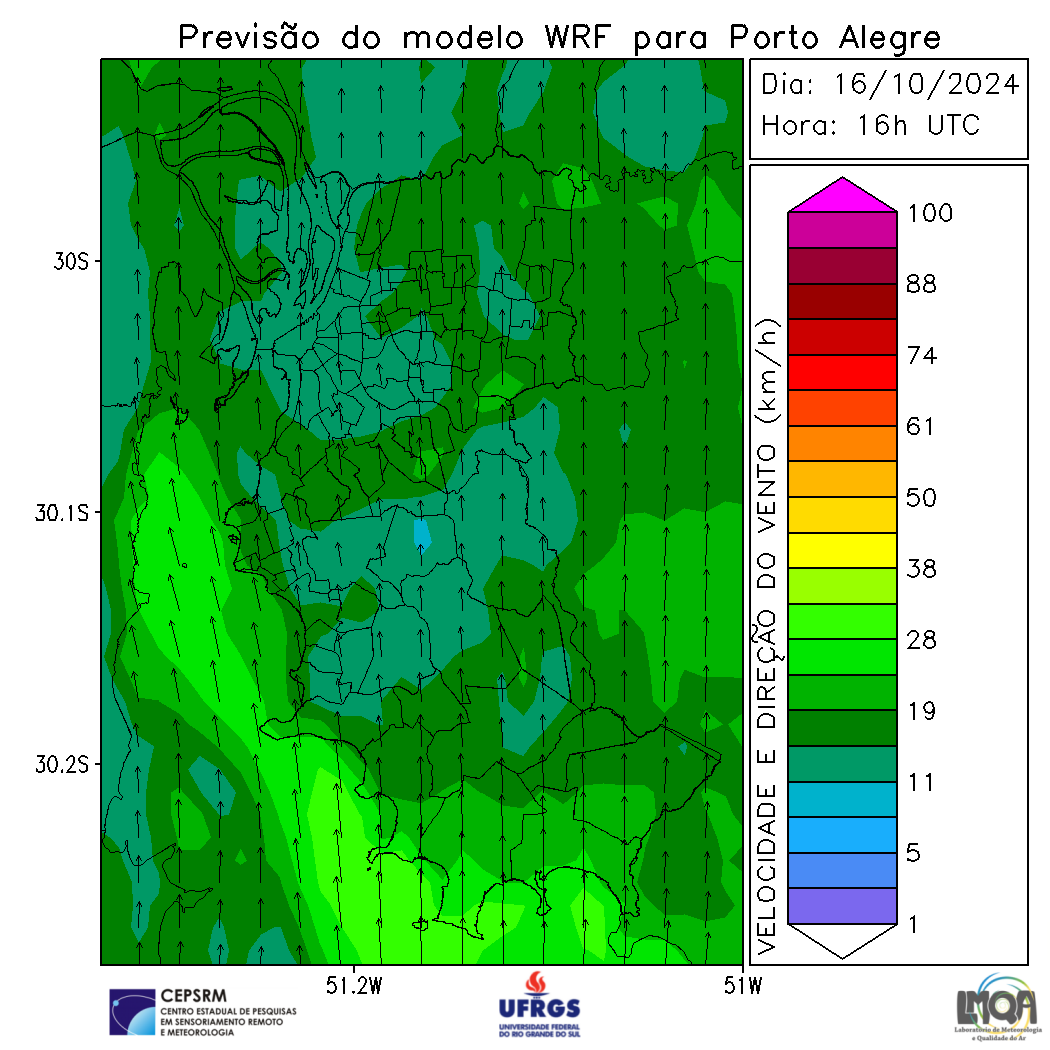 Previsão do modelo WRF para Porto Alegre
Dia: 16/10/2024
Hora: 16h UTC
30S
30.1S
30.2S
51.2W
51W
VELOCIDADE E DIREÇÃO DO VENTO (km/h)
100
88
74
61
50
38
28
19
11
5
1
CEPSRM
CENTRO ESTADUAL DE PESQUISAS
EM SENSORIAMENTO REMOTO
E METEOROLOGIA
UFRGS
UNIVERSIDADE FEDERAL
DO RIO GRANDE DO SUL
LMQA
Laboratório de Meteorologia
e Qualidade do Ar